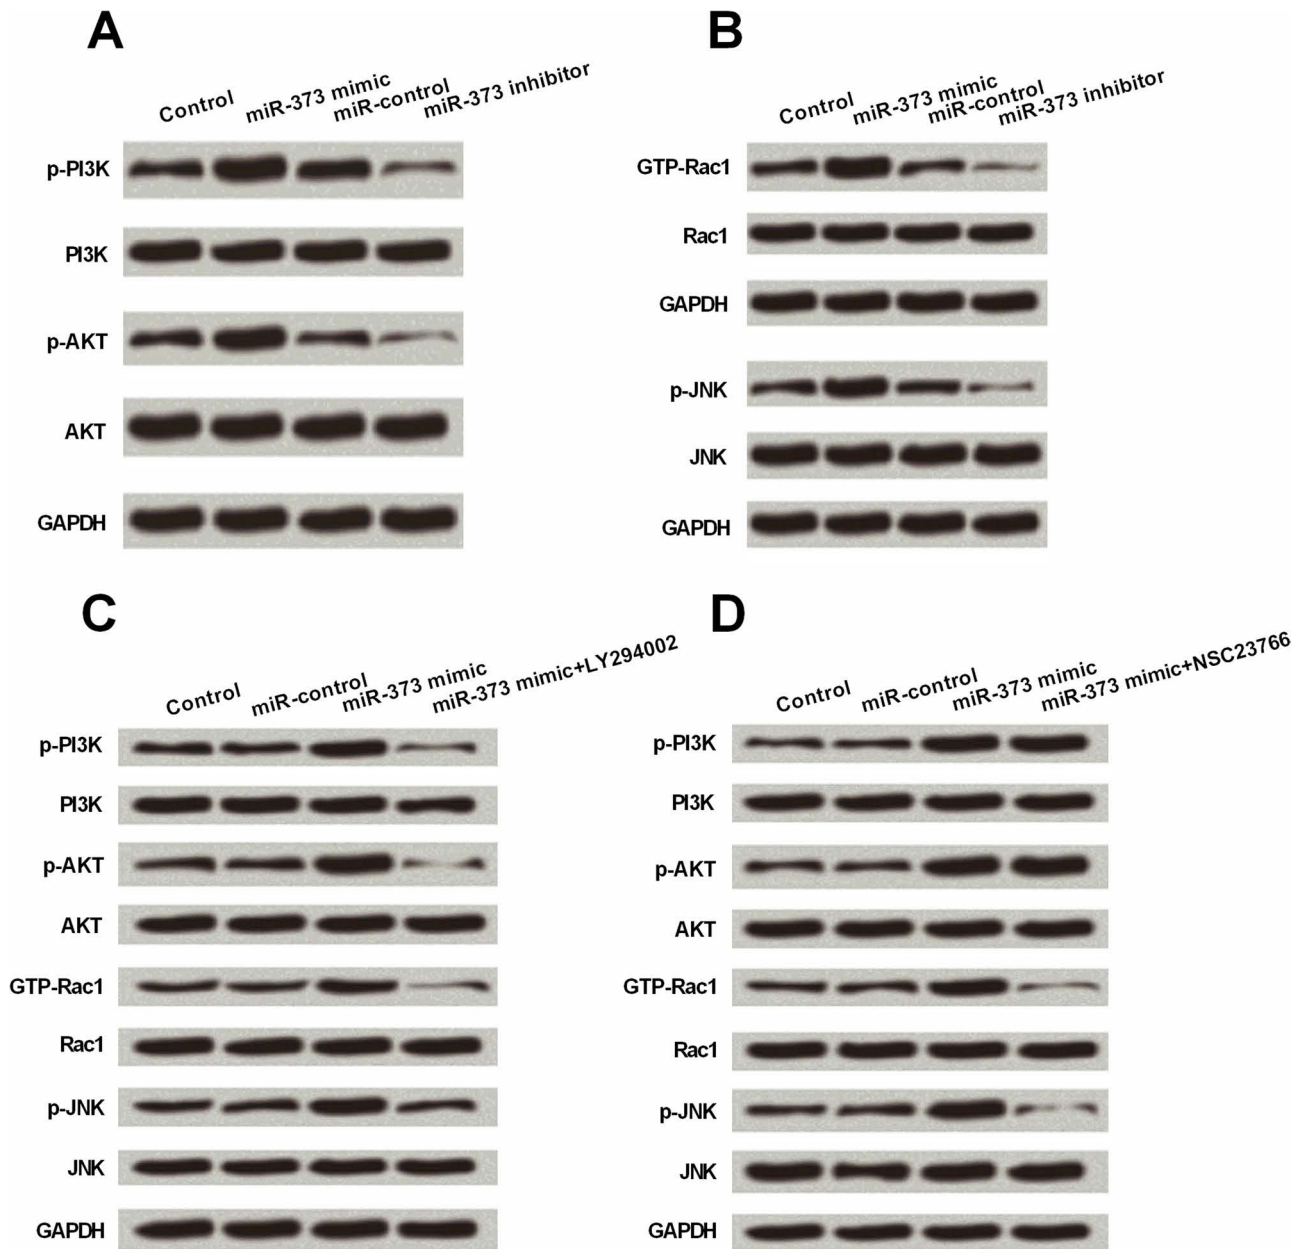 A
Control miR-373 mimic miR-control miR-373 inhibitor
p-PI3K
PI3K
p-AKT
AKT
GAPDH
B
Control miR-373 mimic miR-control miR-373 inhibitor
GTP-Rac1
Rac1
GAPDH
p-JNK
JNK
GAPDH
C
Control miR-control miR-373 mimic miR-373 mimic+LY294002
p-PI3K
PI3K
p-AKT
AKT
GTP-Rac1
Rac1
p-JNK
JNK
GAPDH
D
Control miR-control miR-373 mimic miR-373 mimic+NSC23766
p-PI3K
PI3K
p-AKT
AKT
GTP-Rac1
Rac1
p-JNK
JNK
GAPDH